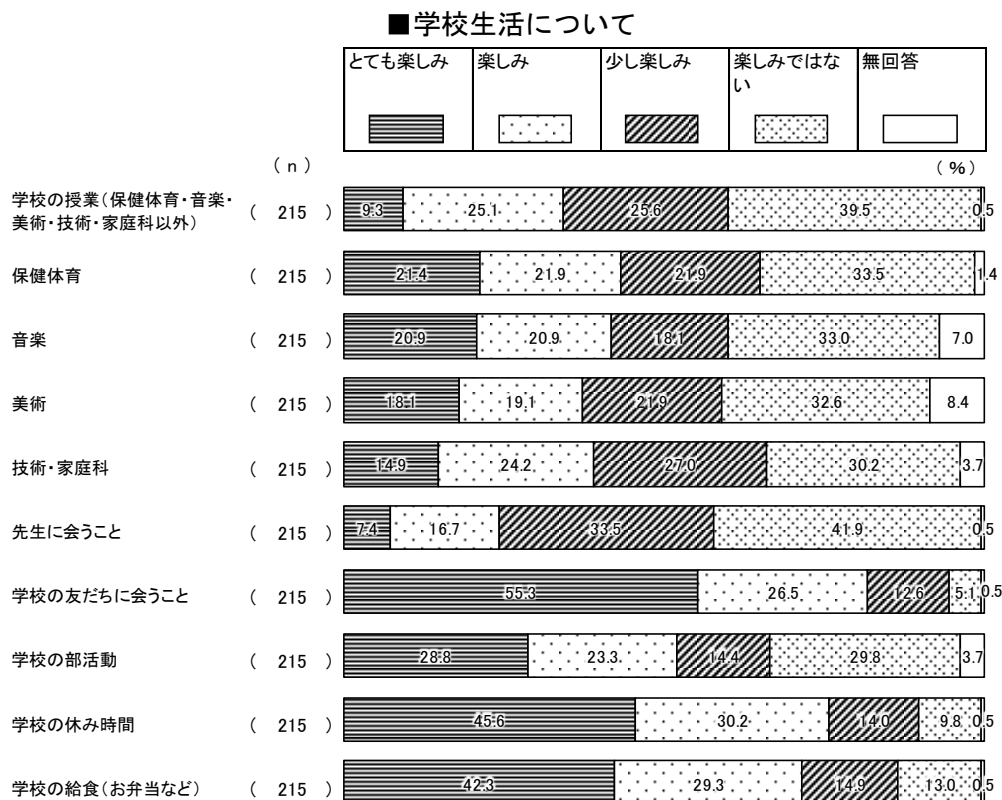 ■学校生活について
とても楽しみ 楽しみ 少し楽しみ 楽しみではな
い 無回答
(n) (%)
学校の授業(保健体育・音楽・
美術・技術・家庭科以外) ( 215 ) 9.3 25.1 25.6 39.5 0.5
保健体育 ( 215 ) 21.4 21.9 21.9 33.5 1.4
音楽 ( 215 ) 20.9 20.9 18.1 33.0 7.0
美術 ( 215 ) 18.1 19.1 21.9 32.6 8.4
技術・家庭科 ( 215 ) 14.9 24.2 27.0 30.2 3.7
先生に会うこと ( 215 ) 7.4 16.7 33.5 41.9 0.5
学校の友だちに会うこと ( 215 ) 55.3 26.5 12.6 5.1 0.5
学校の部活動 ( 215 ) 28.8 23.3 14.4 29.8 3.7
学校の休み時間 ( 215 ) 45.6 30.2 14.0 9.8 0.5
学校の給食(お弁当など) ( 215 ) 42.3 29.3 14.9 13.0 0.5